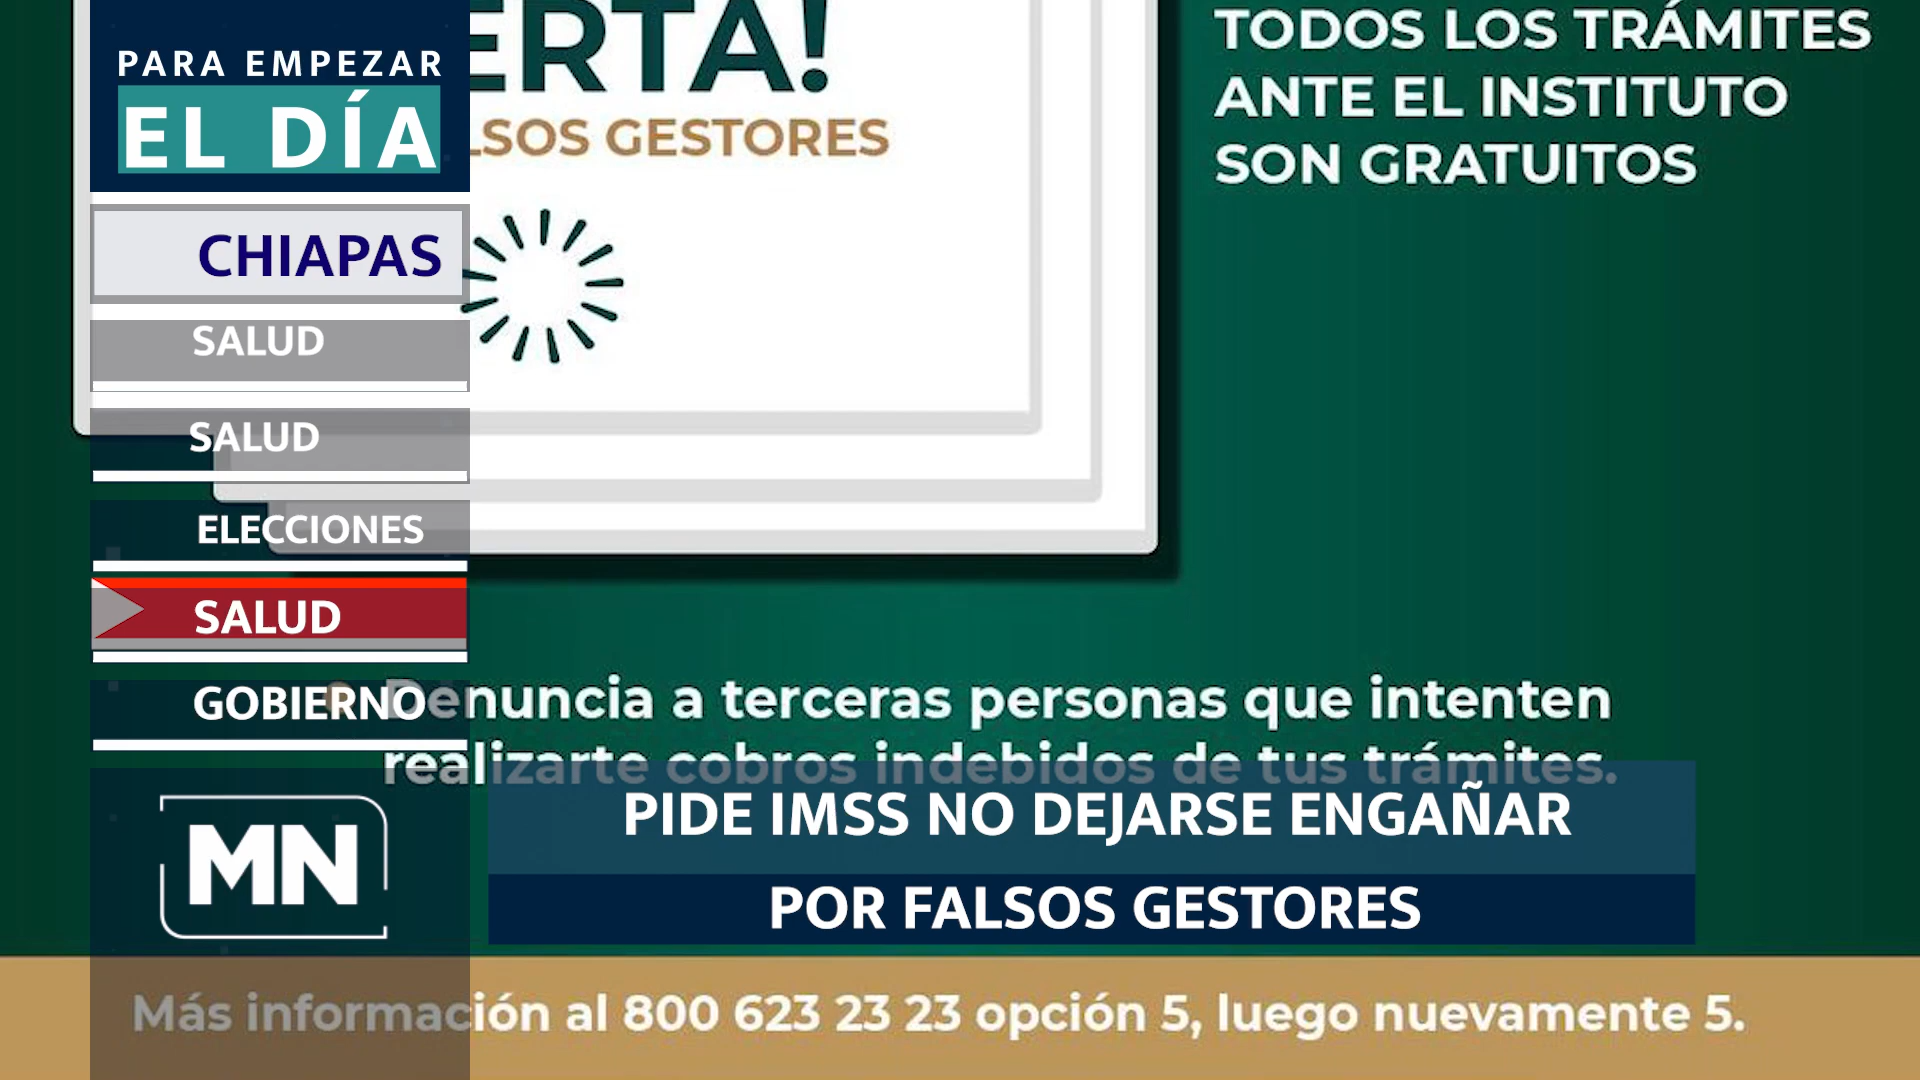 PARA EMPEZAR
EL DÍA
CHIAPAS
SALUD
SALUD
ELECCIONES
SALUD
GOBIERNO
MN
ERTA!
LSOS GESTORES
TODOS LOS TRÁMITES
ANTE EL INSTITUTO
SON GRATUITOS
Denuncia a terceras personas que intenten
realizarte cobros indebidos de tus trámites.
PIDE IMSS NO DEJARSE ENGAÑAR
POR FALSOS GESTORES
Más información al 800 623 23 23 opción 5, luego nuevamente 5.